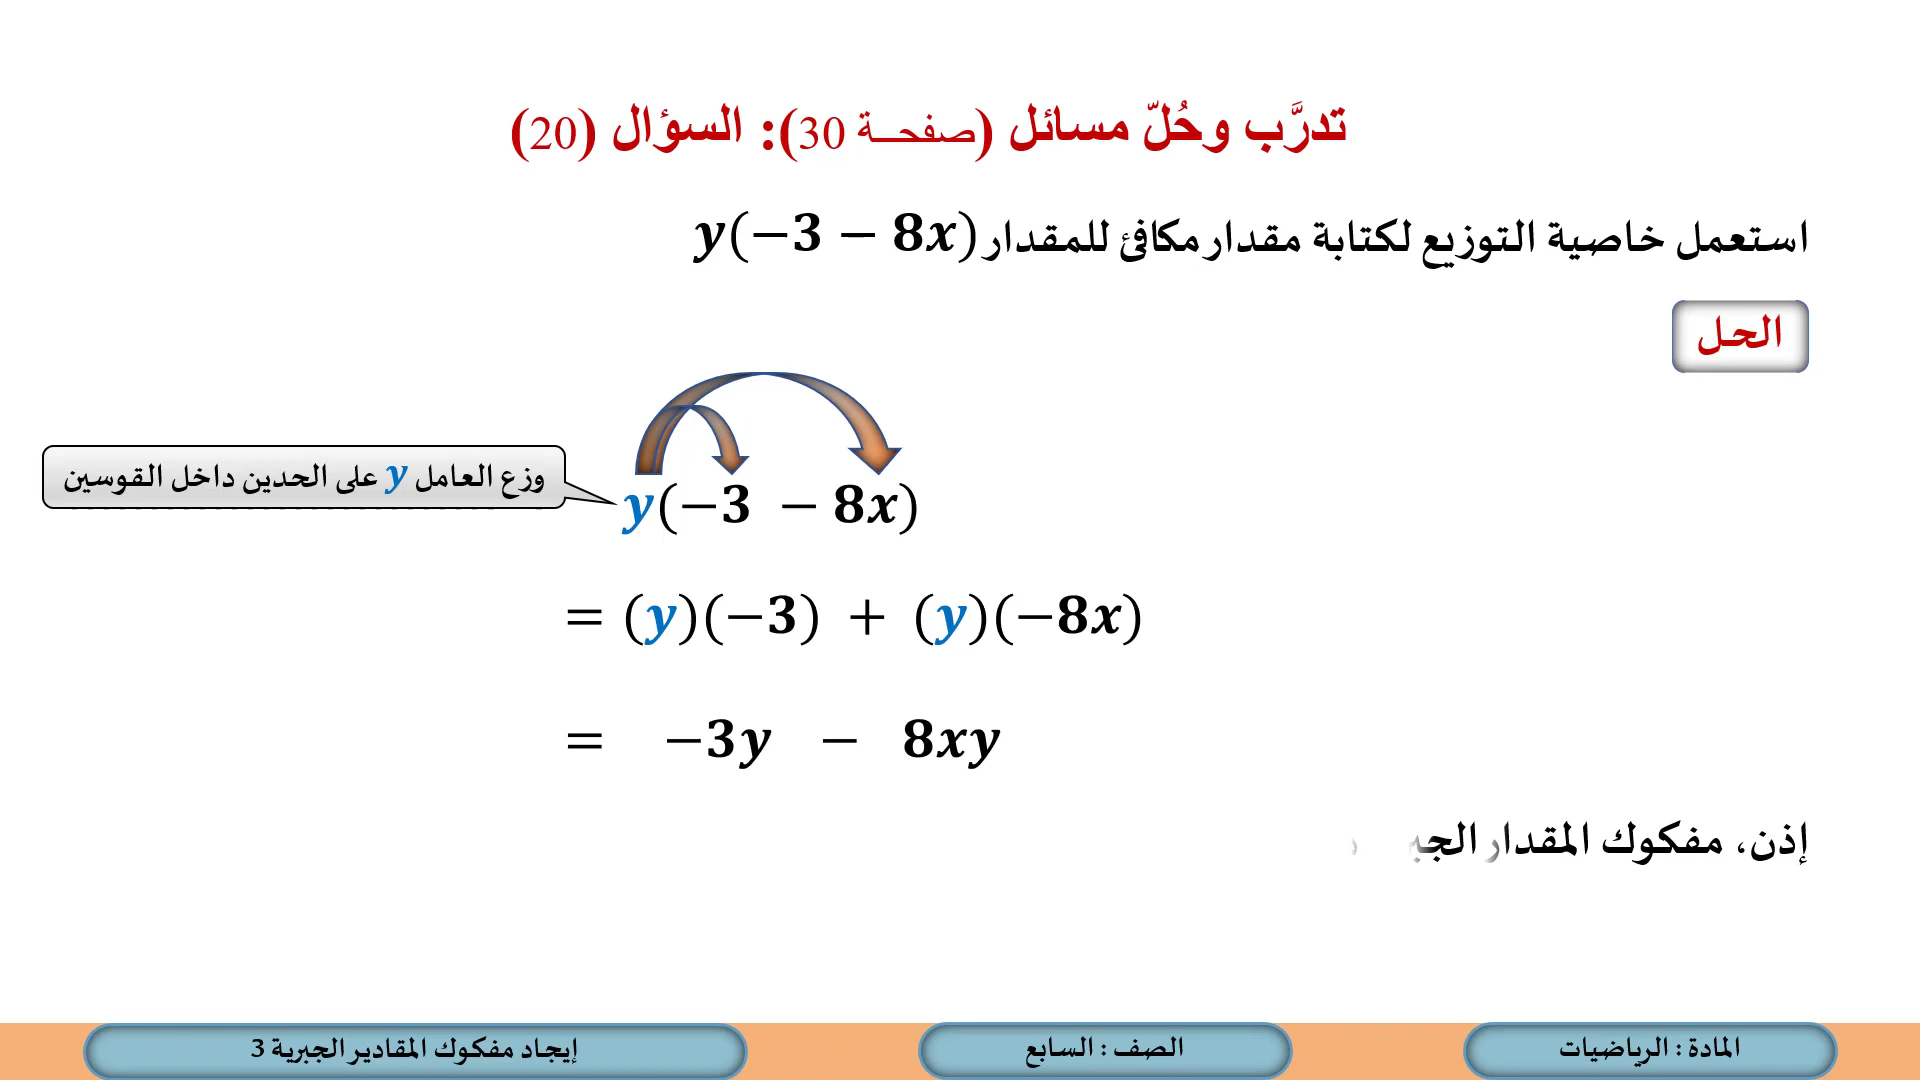 تدرَّب وحُلّ مسائل (صفحة 30): السؤال (20)
استعمل خاصية التوزيع لكتابة مقدار مكافئ للمقدار y(−3 − 8x)
الحل
وزع العامل y على الحدين داخل القوسين
y(−3 − 8x)
= (y)(−3) + (y)(−8x)
= −3y − 8xy
إذن، مفكوك المقدار
المادة : الرياضيات
الصف : السابع
إيجاد مفكوك المقادير الجبرية 3